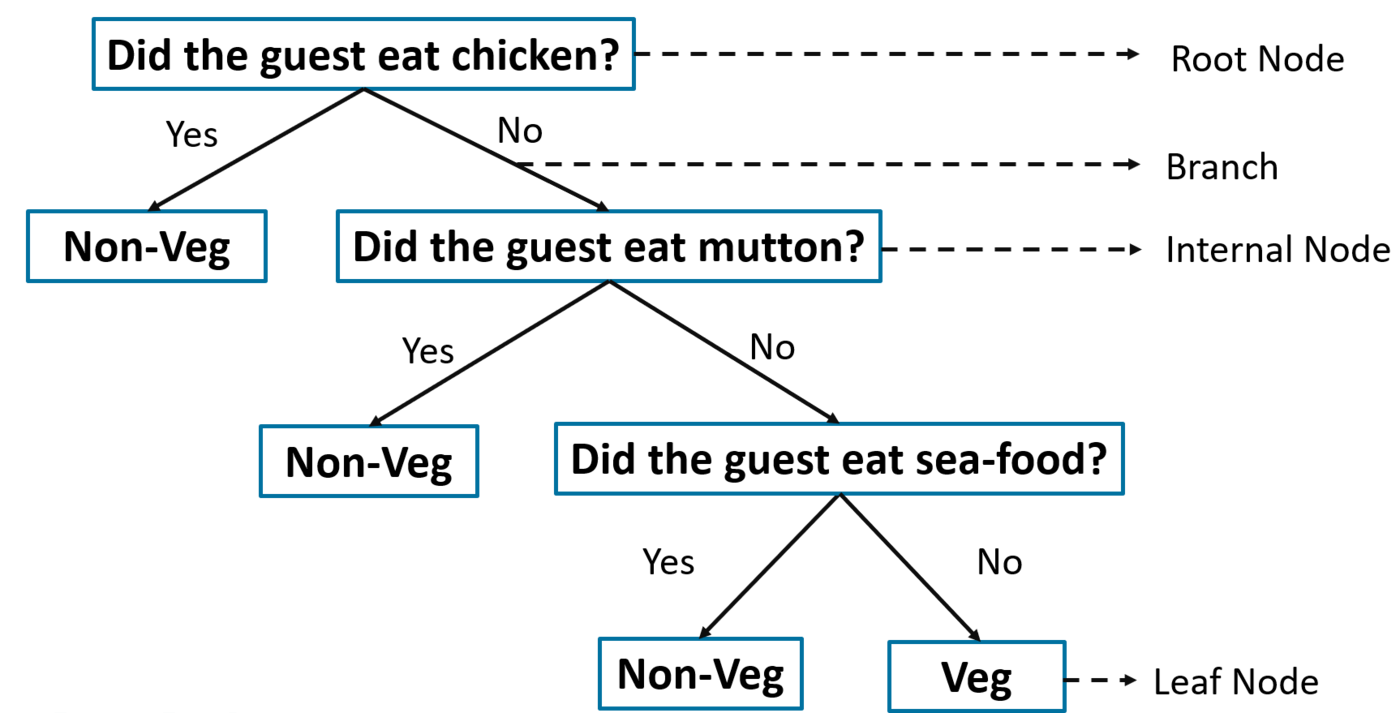 Did the guest eat chicken?
Root Node
Yes
No
Branch
Non-Veg
Did the guest eat mutton?
Internal Node
Yes
No
Non-Veg
Did the guest eat sea-food?
Yes
No
Non-Veg
Veg
Leaf Node